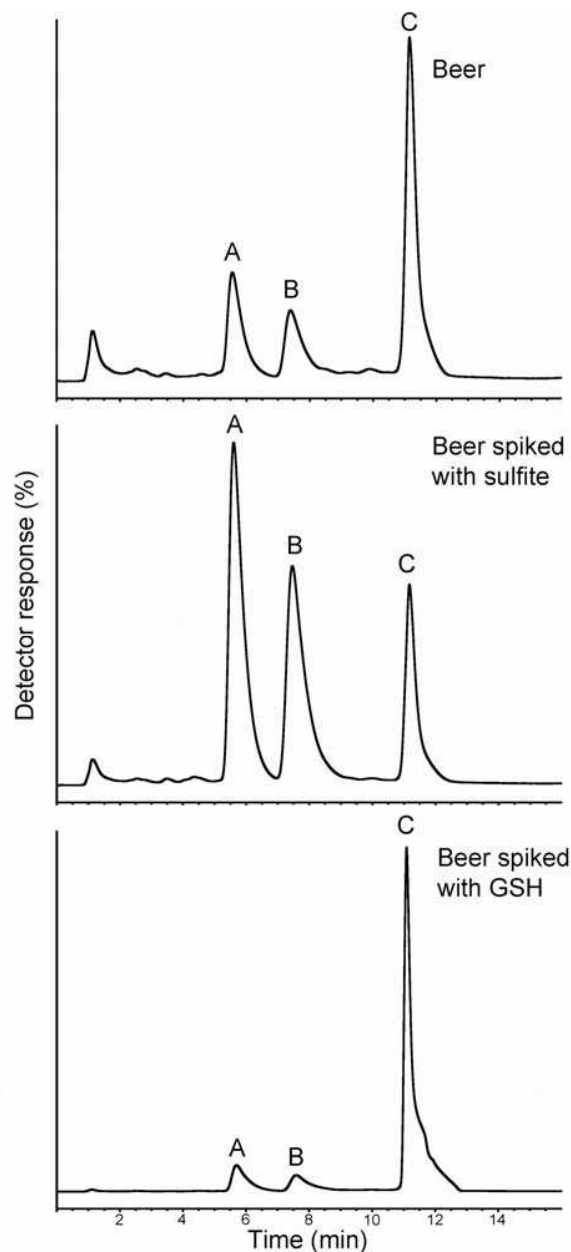 C
Beer
A
B
A
Beer spiked
with sulfite
B
C
Detector response (%)
C
Beer spiked
with GSH
A
B
2 4 6 8 10 12 14
Time (min)